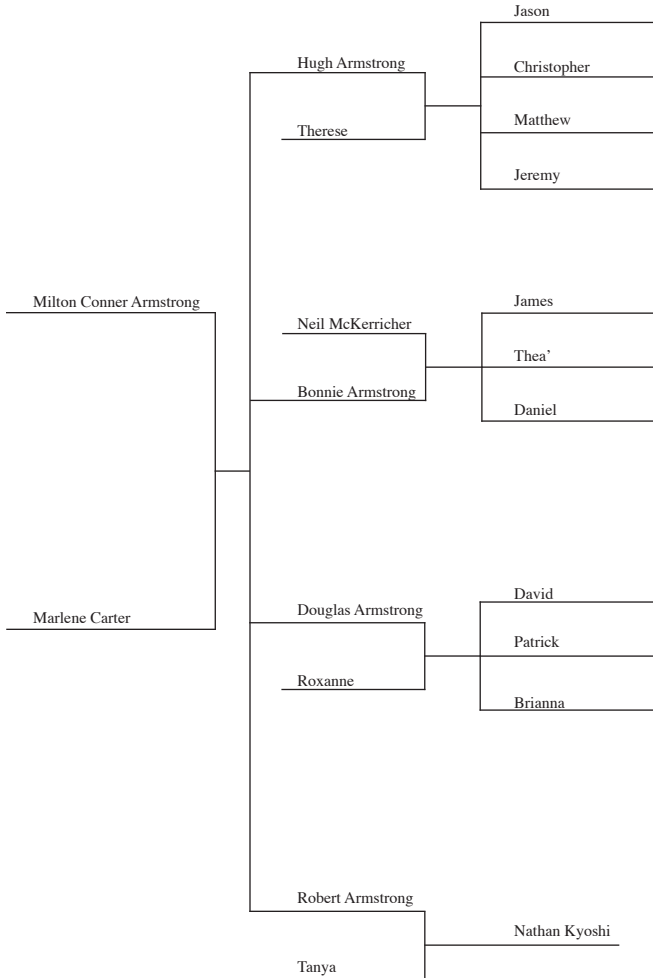 Jason
Hugh Armstrong
Christopher
Matthew
Therese
Jeremy
Milton Conner Armstrong
James
Neil McKerricher
Thea’
Bonnie Armstrong
Daniel
David
Douglas Armstrong
Marlene Carter
Patrick
Roxanne
Brianna
Robert Armstrong
Nathan Kyoshi
Tanya